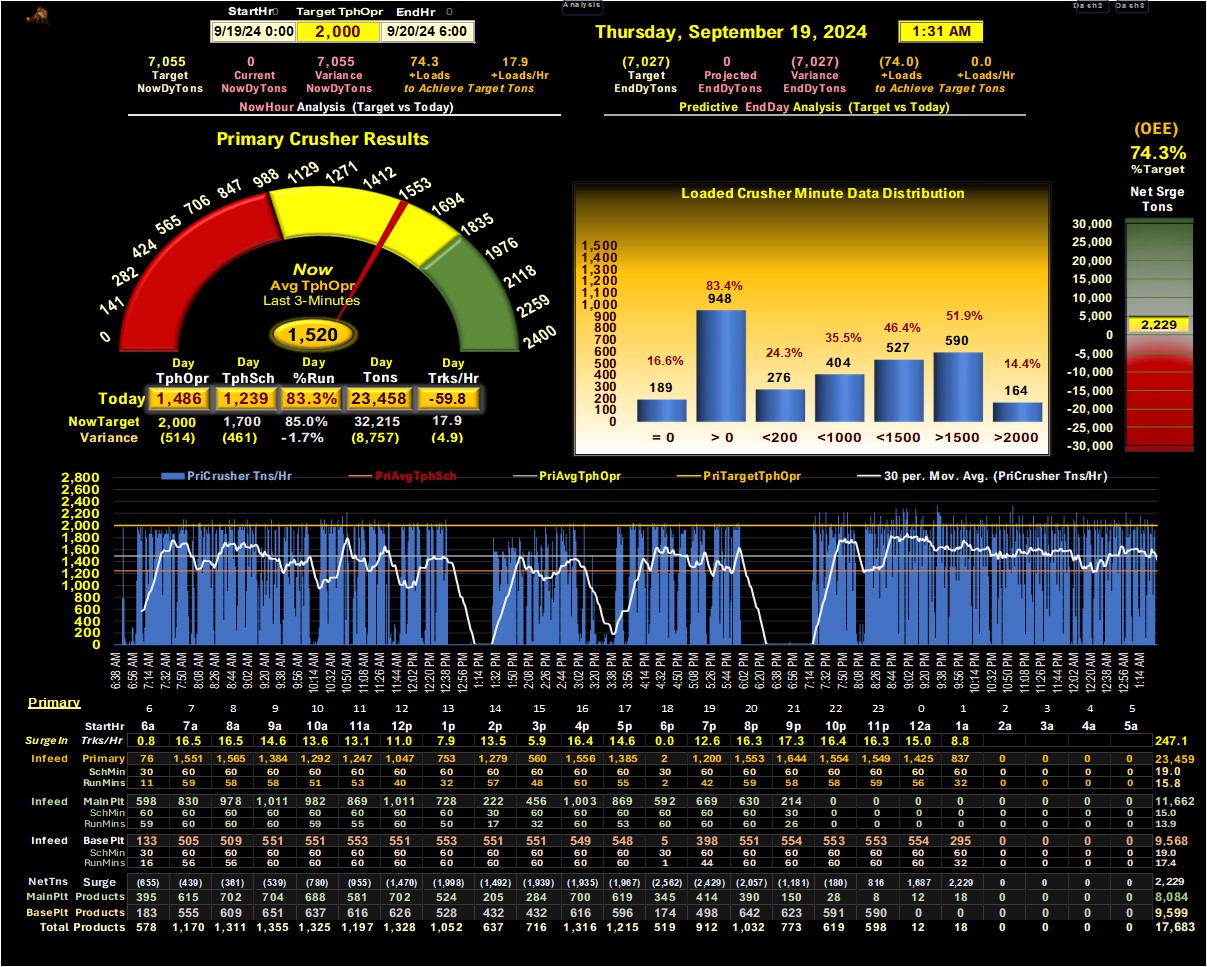 StartHr0 Target TphOpr 0 EndHr
9/19/24 0:00 2,000 9/20/24 6:00
Analysis
Dash2 Dash3
Thursday, September 19, 2024 1:31 AM
7,055 0 7,055 74.3 17.9
Target Current Variance +Loads +Loads/Hr
NowDyTons NowDyTons NowDyTons to Achieve Target Tons
NowHour Analysis (Target vs Today)
(7,027) 0 (7,027) (74.0) 0.0
Target Projected Variance +Loads +Loads/Hr
EndDyTons EndDyTons EndDyTons to Achieve Target Tons
Predictive EndDay Analysis (Target vs Today)
Primary Crusher Results
0 141 282 424 565 706 847 988 1129 1271 1412 1553 1694 1835 1976 2118 2259 2400
Now
Avg TphOpr
Last 3-Minutes
1,520
Day Day Day Day Day
TphOpr TphSch %Run Tons Trks/Hr
Today 1,486 1,239 83.3% 23,458 -59.8
NowTarget 2,000 1,700 85.0% 32,215 17.9
Variance (514) (461) -1.7% (8,757) (4.9)
Loaded Crusher Minute Data Distribution
1,500
1,400
1,300
1,200
1,100
1,000
900
800
700
600
500
400
300
200
100
0
16.6% 83.4% 24.3% 35.5% 46.4% 51.9% 14.4%
189 948 276 404 527 590 164
= 0 > 0 <200 <1000 <1500 >1500 >2000
(OEE)
74.3%
%Target
Net Srge
Tons
30,000
25,000
20,000
15,000
10,000
5,000
0
-5,000
-10,000
-15,000
-20,000
-25,000
-30,000
2,229
PriCrusher Tns/Hr PriAvgTphSch PriAvgTphOpr PriTargetTphOpr 30 per. Mov. Avg. (PriCrusher Tns/Hr)
2,800
2,600
2,400
2,200
2,000
1,800
1,600
1,400
1,200
1,000
800
600
400
200
0
6:38 AM 6:56 AM 7:14 AM 7:32 AM 7:50 AM 8:08 AM 8:26 AM 8:44 AM 9:02 AM 9:20 AM 9:38 AM 9:56 AM 10:14 AM 10:32 AM 10:50 AM 11:08 AM 11:26 AM 11:44 AM 12:02 PM 12:20 PM 12:38 PM 12:56 PM 1:14 PM 1:32 PM 1:50 PM 2:08 PM 2:26 PM 2:44 PM 3:02 PM 3:20 PM 3:38 PM 3:56 PM 4:14 PM 4:32 PM 4:50 PM 5:08 PM 5:26 PM 5:44 PM 6:02 PM 6:20 PM 6:38 PM 6:56 PM 7:14 PM 7:32 PM 7:50 PM 8:08 PM 8:26 PM 8:44 PM 9:02 PM 9:20 PM 9:38 PM 9:56 PM 10:14 PM 10:32 PM 10:50 PM 11:08 PM 11:26 PM 11:44 PM 12:02 AM 12:20 AM 12:38 AM 12:56 AM 1:14 AM
Primary 6 7 8 9 10 11 12 13 14 15 16 17 18 19 20 21 22 23 0 1 2 3 4 5
StartHr 6a 7a 8a 9a 10a 11a 12p 1p 2p 3p 4p 5p 6p 7p 8p 9p 10p 11p 12a 1a 2a 3a 4a 5a
SurgeIn Trks/Hr 0.8 16.5 16.5 14.6 13.6 13.1 11.0 7.9 13.5 5.9 16.4 14.6 0.0 12.6 16.3 17.3 16.4 16.3 15.0 8.8 247.1
Infeed Primary 76 1,551 1,565 1,384 1,292 1,247 1,047 753 1,279 560 1,556 1,385 2 1,200 1,553 1,644 1,554 1,549 1,425 837 0 0 0 0 23,459
SchMin 30 60 60 60 60 60 60 60 60 60 60 60 30 60 60 60 60 60 60 60 0 0 0 0 19.0
RunMins 11 59 58 58 51 53 40 32 57 48 60 55 2 42 59 58 58 59 56 32 0 0 0 0 15.8
Infeed MainPlt 598 830 978 1,011 982 869 1,011 728 222 456 1,003 869 592 669 630 214 0 0 0 0 0 0 0 0 11,662
SchMin 60 60 60 60 60 60 60 60 30 60 60 60 60 60 60 30 0 0 0 0 0 0 0 0 15.0
RunMins 59 60 60 60 59 55 60 50 17 32 60 53 60 60 60 26 0 0 0 0 0 0 0 0 13.9
Infeed BasePlt 133 505 509 551 551 553 551 553 551 551 549 548 5 398 551 554 553 553 554 295 0 0 0 0 9,568
SchMin 30 60 60 60 60 60 60 60 60 60 60 60 30 60 60 60 60 60 60 60 0 0 0 0 19.0
RunMins 16 56 56 60 60 60 60 60 60 60 60 60 1 44 60 60 60 60 60 32 0 0 0 0 17.4
NetTns Surge (655) (439) (361) (539) (780) (955) (1,470) (1,998) (1,492) (1,939) (1,935) (1,967) (2,562) (2,429) (2,057) (1,181) (180) 816 1,687 2,229 0 0 0 0 2,229
MainPlt Products 395 615 702 704 688 581 702 524 205 284 700 619 345 414 390 150 28 8 12 18 0 0 0 0 8,084
BasePlt Products 183 555 609 651 637 616 626 528 432 432 616 596 174 498 642 623 591 590 0 0 0 0 0 0 9,599
Total Products 578 1,170 1,311 1,355 1,325 1,197 1,328 1,052 637 716 1,316 1,215 519 912 1,032 773 619 598 12 18 0 0 0 0 17,683